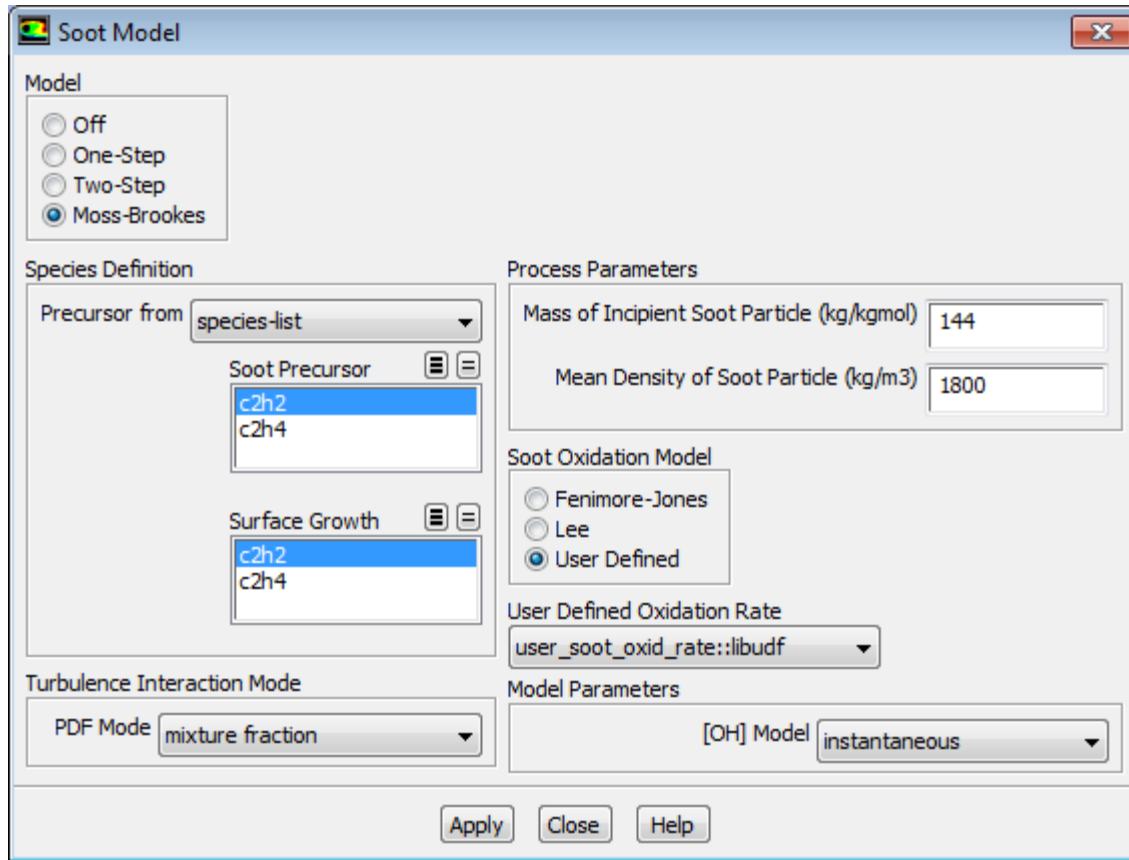 Soot Model
Model
Off
One-Step
Two-Step
Moss-Brookes
Species Definition
Precursor from species-list
Soot Precursor
c2h2
c2h4
Surface Growth
c2h2
c2h4
Turbulence Interaction Mode
PDF Mode mixture fraction
Process Parameters
Mass of Incipient Soot Particle (kg/kgmol) 144
Mean Density of Soot Particle (kg/m3) 1800
Soot Oxidation Model
Fenimore-Jones
Lee
User Defined
User Defined Oxidation Rate
user_soot_oxid_rate::libudf
Model Parameters
[OH] Model instantaneous
Apply Close Help